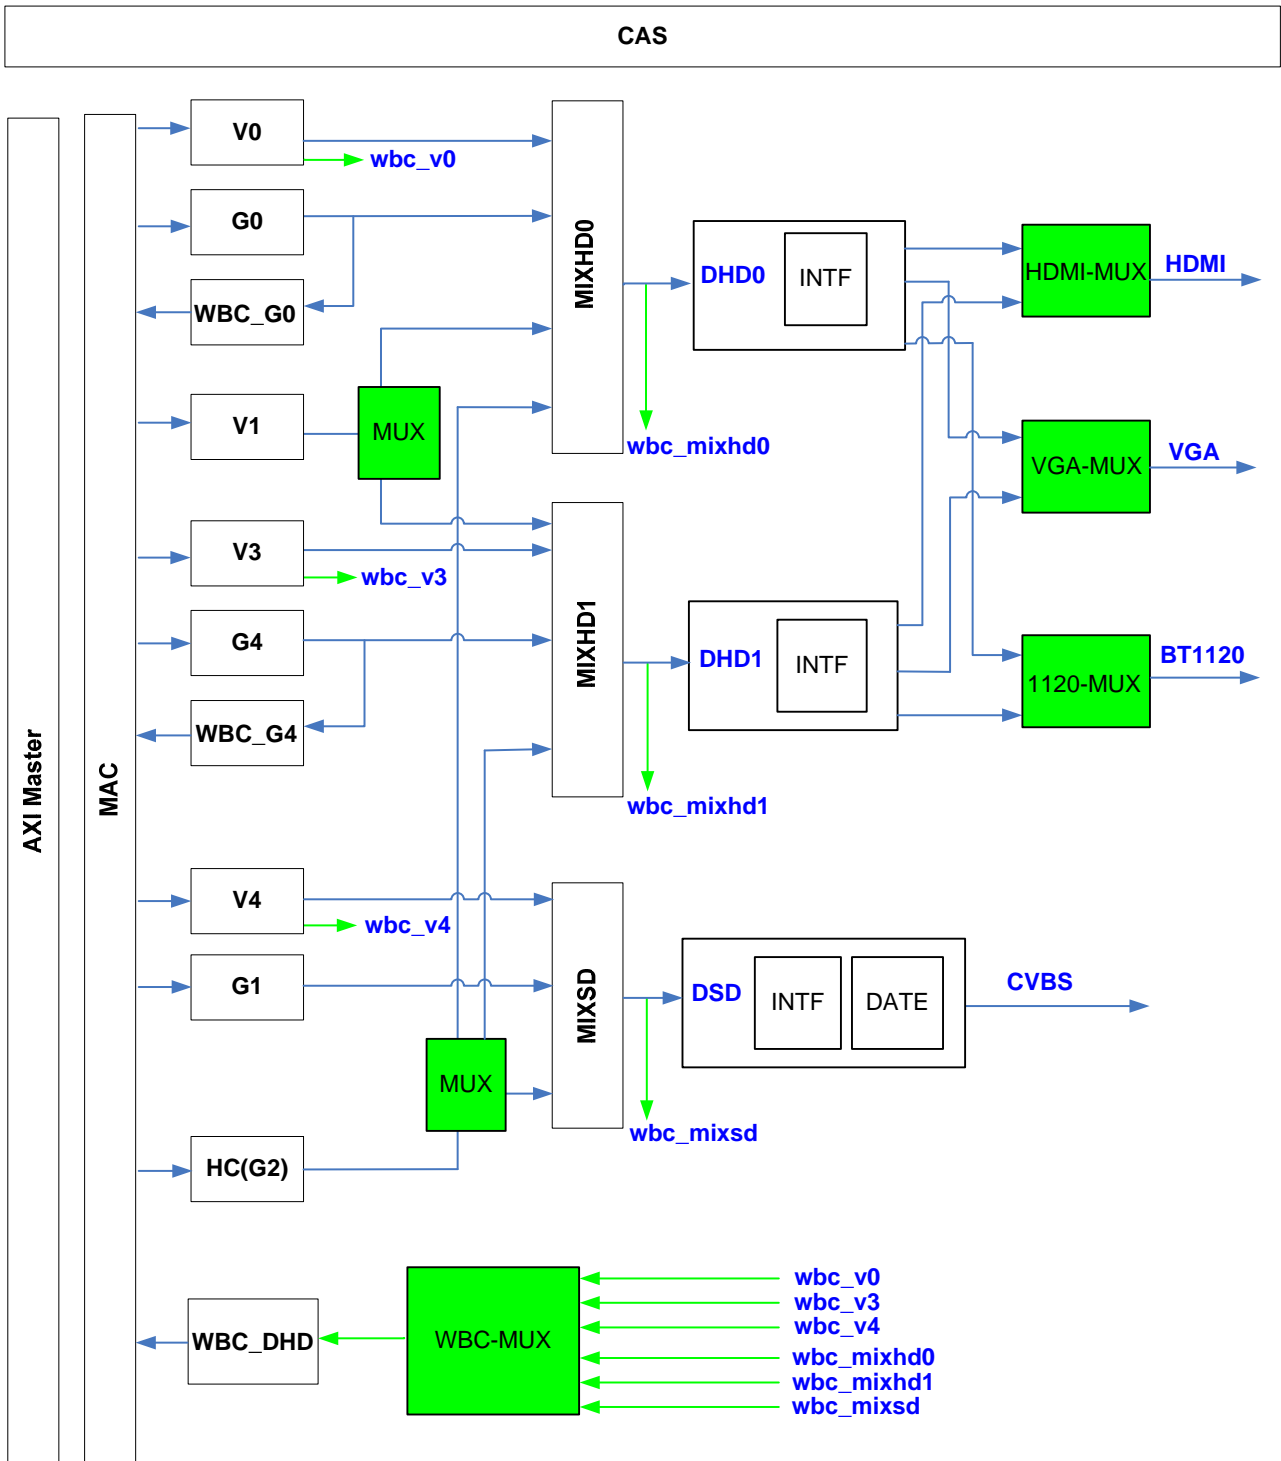 CAS
AXI Master
MAC
V0
wbc_v0
G0
WBC_G0
V1
MUX
MIXHD0
wbc_mixhd0
DHD0
INTF
HDMI-MUX
HDMI
VGA-MUX
VGA
V3
wbc_v3
G4
WBC_G4
MIXHD1
wbc_mixhd1
DHD1
INTF
1120-MUX
BT1120
V4
wbc_v4
G1
MUX
HC(G2)
MIXSD
wbc_mixsd
DSD
INTF
DATE
CVBS
WBC_DHD
WBC-MUX
wbc_v0
wbc_v3
wbc_v4
wbc_mixhd0
wbc_mixhd1
wbc_mixsd